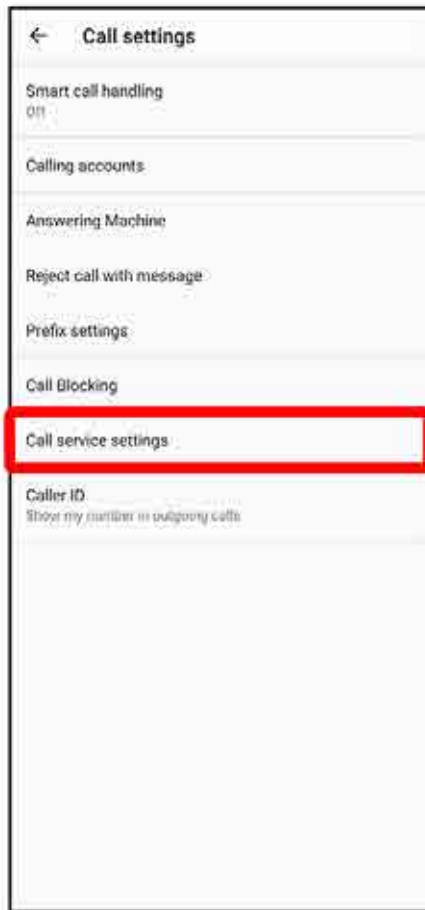 ← Call settings
Smart call handling
Off
Calling accounts
Answering Machine
Reject call with message
Prefix settings
Call Blocking
Call service settings
Caller ID
Show my number in outgoing calls